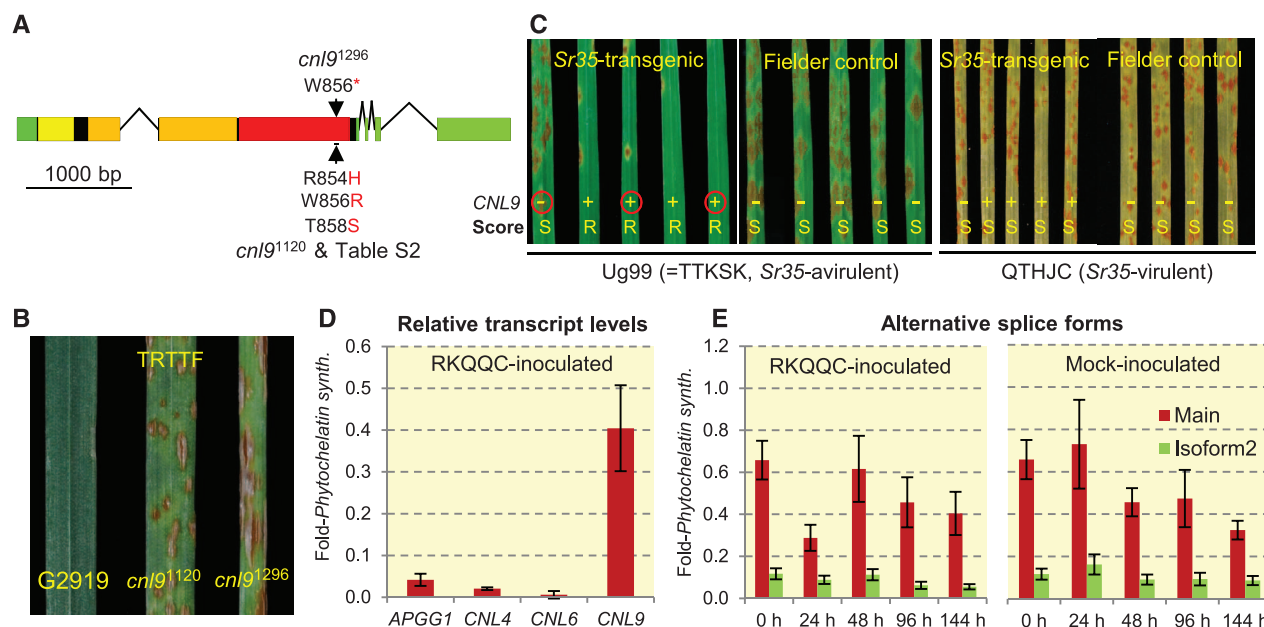 A
cnl9^1296
W856*
1000 bp
R854H
W856R
T858S
cnl9^1120 & Table S2
B
TRTTF
G2919 cnl9^1120 cnl9^1296
C
Sr35-transgenic Fielder control Sr35-transgenic Fielder control
CNL9 - + + + + - - - - - - + + + + - - - -
Score S R R R R S S S S S S S S S S S S S S
Ug99 (=TTKSK, Sr35-avirulent) QTHJC (Sr35-virulent)
D Relative transcript levels
RKQQC-inoculated
Fold-Phytochelatin synth.
0.6
0.5
0.4
0.3
0.2
0.1
0.0
APGG1 CNL4 CNL6 CNL9
E Alternative splice forms
RKQQC-inoculated Mock-inoculated
Fold-Phytochelatin synth.
1.2
1.0
0.8
0.6
0.4
0.2
0.0
Main
Isoform2
0 h 24 h 48 h 96 h 144 h 0 h 24 h 48 h 96 h 144 h